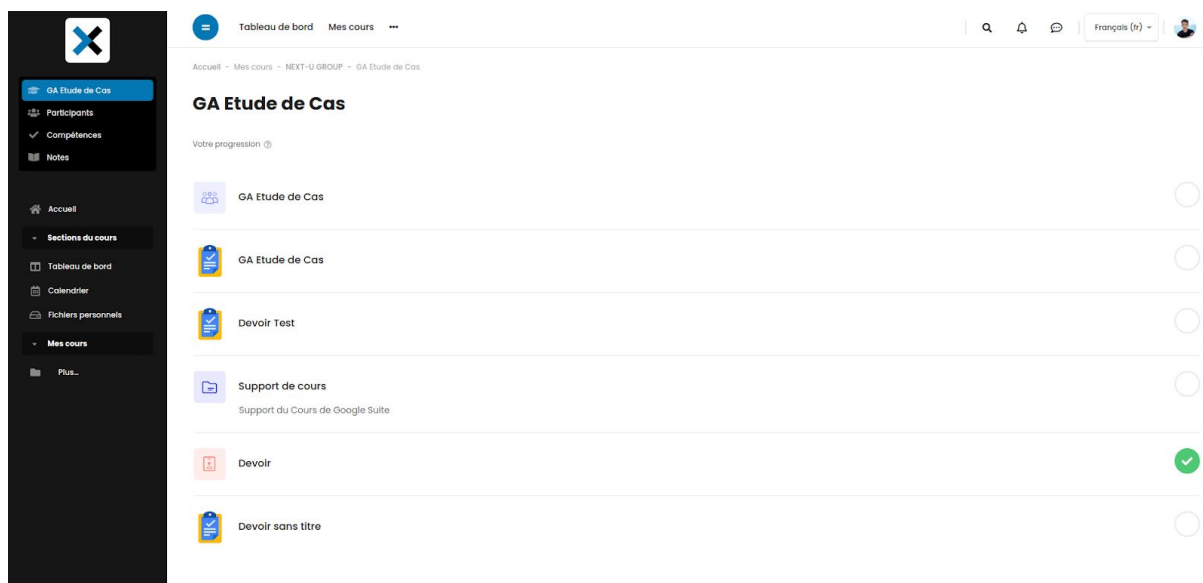 Tableau de bord Mes cours
Français (fr)
GA Etude de Cas
Participants
Compétences
Notes
Accueil
Sections du cours
Tableau de bord
Calendrier
Fichiers personnels
Mes cours
Plus...
Accueil - Mes cours - NEXT-U GROUP - GA Etude de Cas
GA Etude de Cas
Votre progression
GA Etude de Cas
GA Etude de Cas
Devoir Test
Support de cours
Support du Cours de Google Suite
Devoir
Devoir sans titre